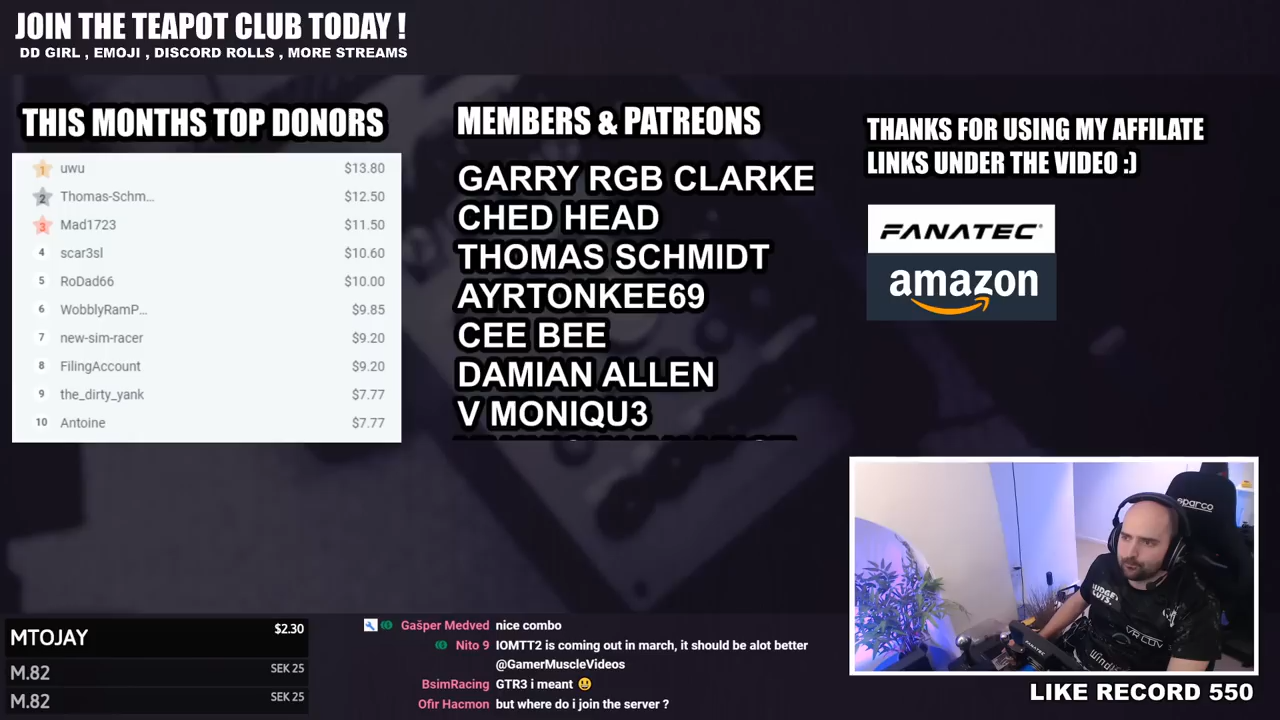 JOIN THE TEAPOT CLUB TODAY !
DD GIRL , EMOJI , DISCORD ROLLS , MORE STREAMS
THIS MONTHS TOP DONORS
1 uwu $13.80
2 Thomas-Schm... $12.50
3 Mad1723 $11.50
4 scar3sl $10.60
5 RoDad66 $10.00
6 WobblyRamP... $9.85
7 new-sim-racer $9.20
8 FilingAccount $9.20
9 the_dirty_yank $7.77
10 Antoine $7.77
MEMBERS & PATREONS
GARRY RGB CLARKE
CHED HEAD
THOMAS SCHMIDT
AYRTONKEE69
CEE BEE
DAMIAN ALLEN
V MONIQU3
THANKS FOR USING MY AFFILATE
LINKS UNDER THE VIDEO :)
FANATEC
amazon
sparco
FANATEC
MTOJAY $2.30
M.82 SEK 25
M.82 SEK 25
Gašper Medved nice combo
Nito 9 IOMTT2 is coming out in march, it should be alot better
@GamerMuscleVideos
BsimRacing GTR3 i meant 😃
Ofir Hacmon but where do i join the server ?
LIKE RECORD 550